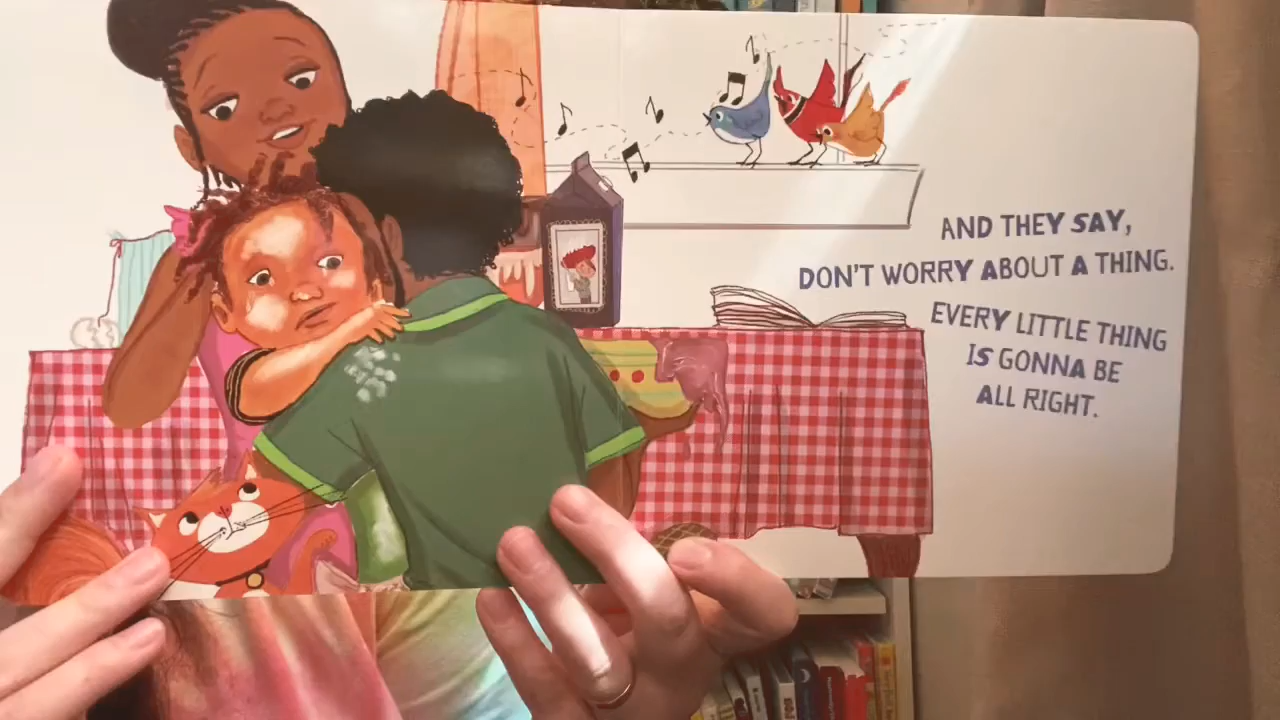 AND THEY SAY,
DON'T WORRY ABOUT A THING.
EVERY LITTLE THING
IS GONNA BE
ALL RIGHT.